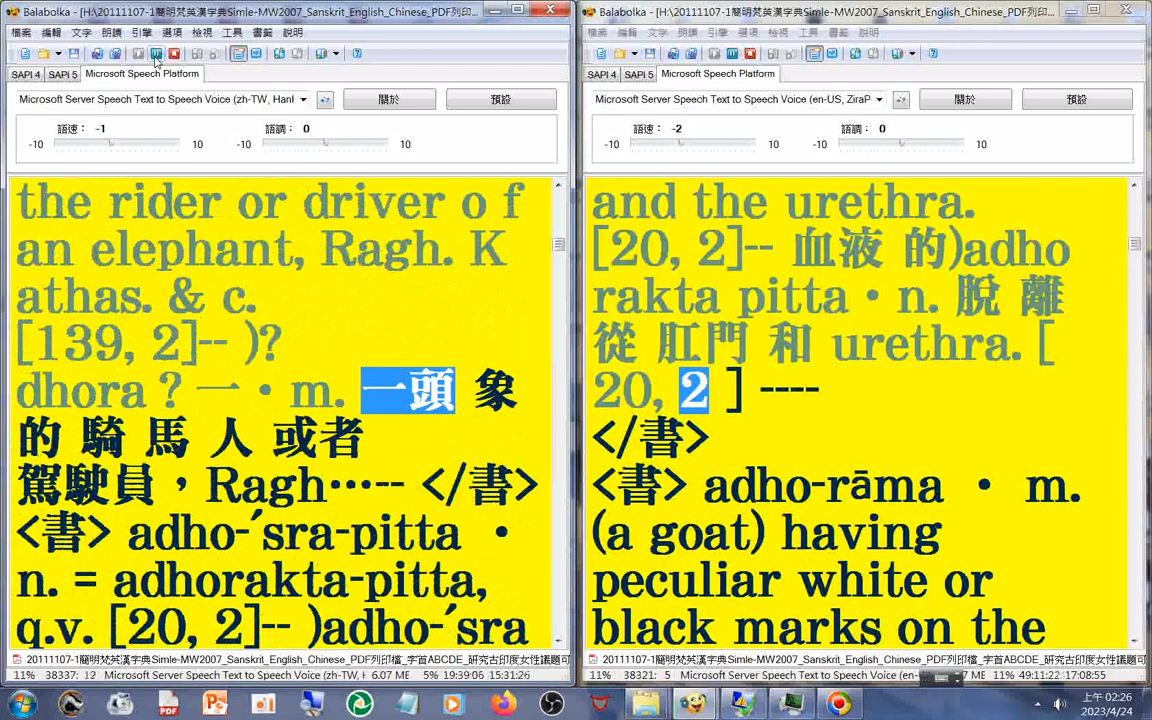 Balabolka - [H:\20111107-1簡明梵英漢字典Simle-MW2007_Sanskrit_English_Chinese_PDF列印...
檔案 編輯 文字 朗讀 引擎 選項 檢視 工具 書籤 說明
SAPI 4 SAPI 5 Microsoft Speech Platform
Microsoft Server Speech Text to Speech Voice (zh-TW, Hanl
關於 預設
語速： -1 語調： 0
-10 10 -10 10
the rider or driver o f
an elephant, Ragh. K
athas. & c.
[139, 2]-- )?
dhora ? 一 • m. 一頭 象
的 騎 馬 人 或者
駕駛員，Ragh…-- </書>
<書> adho-´sra-pitta •
n. = adhorakta-pitta,
q.v. [20, 2]-- )adho-´sra
20111107-1簡明梵英漢字典Simle-MW2007_Sanskrit_English_Chinese_PDF列印檔_字首ABCDE_研究古印度女性議題可
11% 38337: 12 Microsoft Server Speech Text to Speech Voice (zh-TW, H 6.07 MB 5% 19:39:06 15:31:26
Balabolka - [H:\20111107-1簡明梵英漢字典Simle-MW2007_Sanskrit_English_Chinese_PDF列印...
檔案 編輯 文字 朗讀 引擎 選項 檢視 工具 書籤 說明
SAPI 4 SAPI 5 Microsoft Speech Platform
Microsoft Server Speech Text to Speech Voice (en-US, ZiraP
關於 預設
語速： -2 語調： 0
-10 10 -10 10
and the urethra.
[20, 2]-- 血液 的)adho
rakta pitta • n. 脫 離
從 肛門 和 urethra. [
20, 2 ] ----
</書>
<書> adho-rāma • m.
(a goat) having
peculiar white or
black marks on the
20111107-1簡明梵英漢字典Simle-MW2007_Sanskrit_English_Chinese_PDF列印檔_字首ABCDE_研究古印度女性議題可
11% 38321: 5 Microsoft Server Speech Text to Speech Voice 11% 49:11:22 17:08:55
上午 02:26
2023/4/24